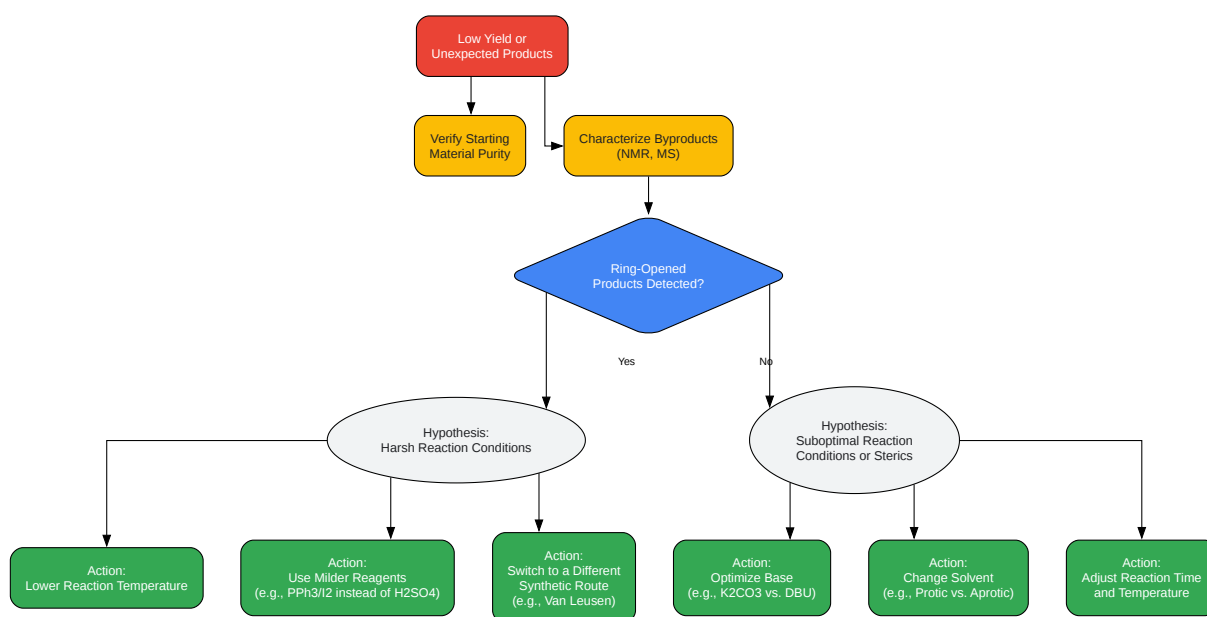 Low Yield or
Unexpected Products
Verify Starting
Material Purity
Characterize Byproducts
(NMR, MS)
Ring-Opened
Products Detected?
Yes
No
Hypothesis:
Harsh Reaction Conditions
Hypothesis:
Suboptimal Reaction
Conditions or Sterics
Action:
Lower Reaction Temperature
Action:
Use Milder Reagents
(e.g., PPh3/I2 instead of H2SO4)
Action:
Switch to a Different
Synthetic Route
(e.g., Van Leusen)
Action:
Optimize Base
(e.g., K2CO3 vs. DBU)
Action:
Change Solvent
(e.g., Protic vs. Aprotic)
Action:
Adjust Reaction Time
and Temperature